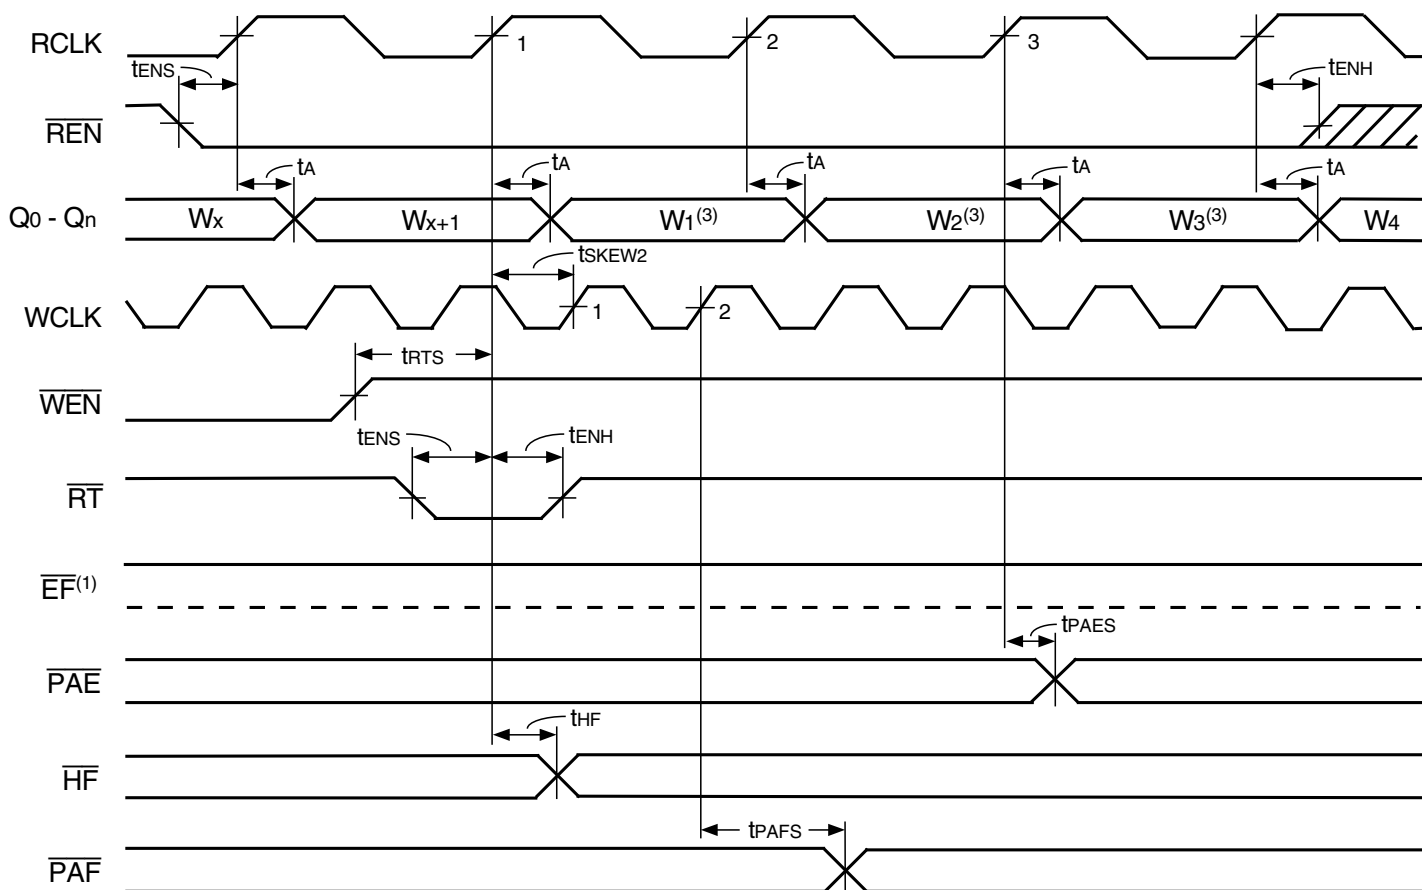 RCLK 1 2 3
tENS tENH
REN
tA tA tA tA tA
Q0 - Qn Wx Wx+1 W1(3) W2(3) W3(3) W4
tSKEW2
WCLK 1 2
tRTS
WEN
tENS tENH
RT
EF(1)
tPAES
PAE
tHF
HF
tPAFS
PAF